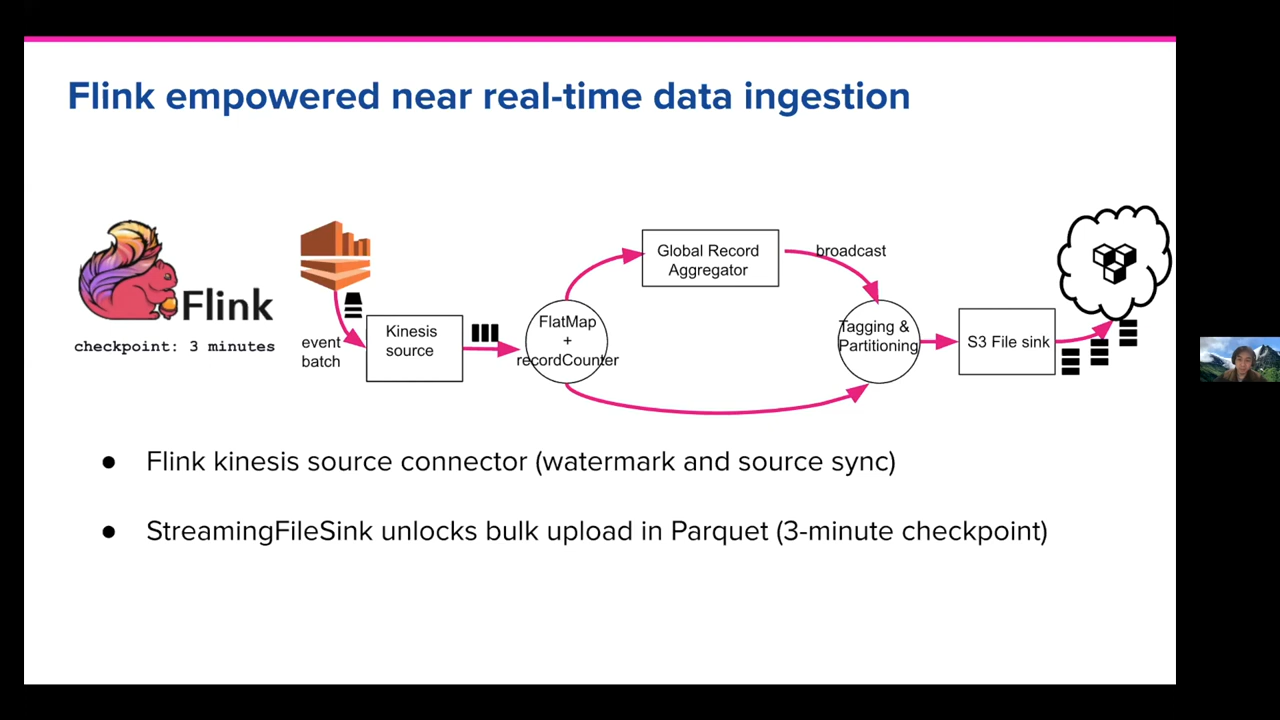 Flink empowered near real-time data ingestion
Flink
checkpoint: 3 minutes
event
batch
Kinesis
source
FlatMap
+
recordCounter
Global Record
Aggregator
broadcast
Tagging &
Partitioning
S3 File sink
● Flink kinesis source connector (watermark and source sync)
● StreamingFileSink unlocks bulk upload in Parquet (3-minute checkpoint)